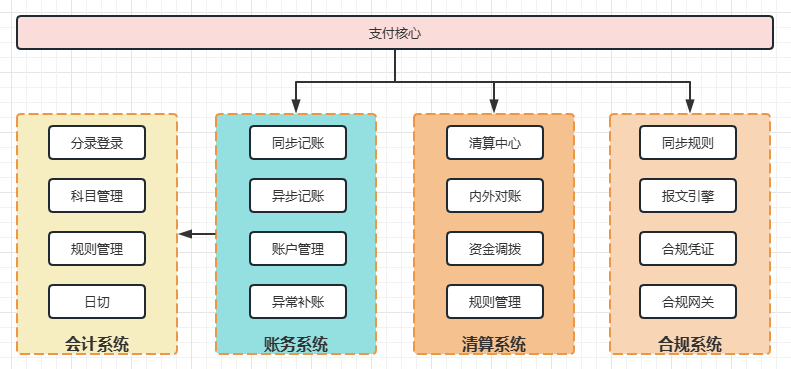 支付核心
分录登录
科目管理
规则管理
日切
会计系统
同步记账
异步记账
账户管理
异常补账
账务系统
清算中心
内外对账
资金调拨
规则管理
清算系统
同步规则
报文引擎
合规凭证
合规网关
合规系统